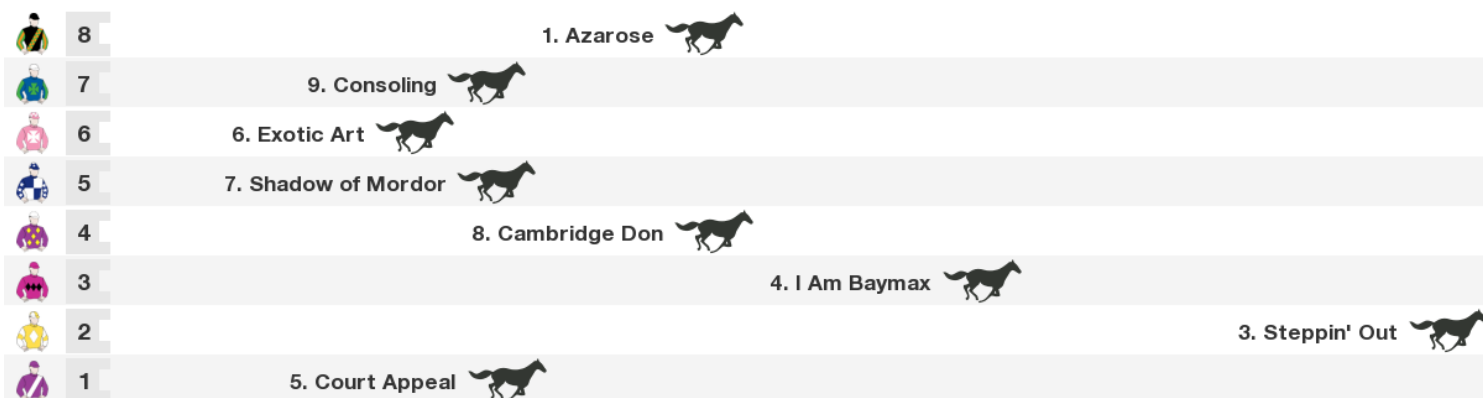 8 1. Azarose
7 9. Consoling
6 6. Exotic Art
5 7. Shadow of Mordor
4 8. Cambridge Don
3 4. I Am Baymax
2 3. Steppin' Out
1 5. Court Appeal